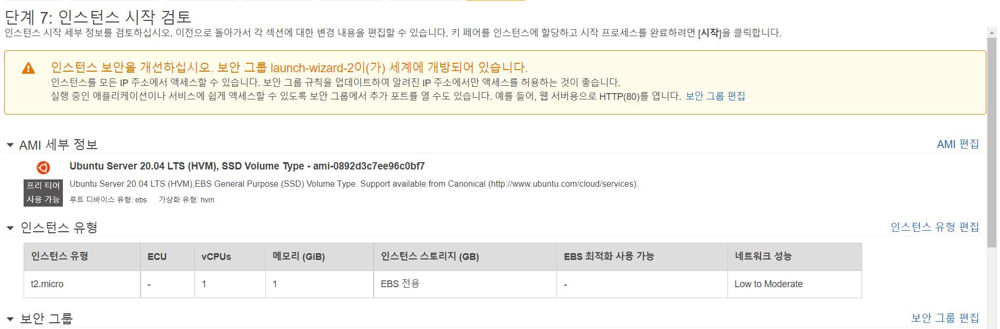 단계 7: 인스턴스 시작 검토
인스턴스 시작 세부 정보를 검토하십시오. 이전으로 돌아가서 각 섹션에 대한 변경 내용을 편집할 수 있습니다. 키 페어를 인스턴스에 할당하고 시작 프로세스를 완료하려면 [시작]을 클릭합니다.
인스턴스 보안을 개선하십시오. 보안 그룹 launch-wizard-2이(가) 세계에 개방되어 있습니다.
인스턴스를 모든 IP 주소에서 액세스할 수 있습니다. 보안 그룹 규칙을 업데이트하여 알려진 IP 주소에서만 액세스를 허용하는 것이 좋습니다.
실행 중인 애플리케이션이나 서비스에 쉽게 액세스할 수 있도록 보안 그룹에서 추가 포트를 열 수도 있습니다. 예를 들어, 웹 서버용으로 HTTP(80)를 엽니다. 보안 그룹 편집
AMI 세부 정보 AMI 편집
Ubuntu Server 20.04 LTS (HVM), SSD Volume Type - ami-0892d3c7ee96c0bf7
프리 티어
사용 가능
Ubuntu Server 20.04 LTS (HVM),EBS General Purpose (SSD) Volume Type. Support available from Canonical (http://www.ubuntu.com/cloud/services).
루트 디바이스 유형: ebs 가상화 유형: hvm
인스턴스 유형 인스턴스 유형 편집
인스턴스 유형 ECU vCPUs 메모리 (GiB) 인스턴스 스토리지 (GB) EBS 최적화 사용 가능 네트워크 성능
t2.micro - 1 1 EBS 전용 - Low to Moderate
보안 그룹 보안 그룹 편집